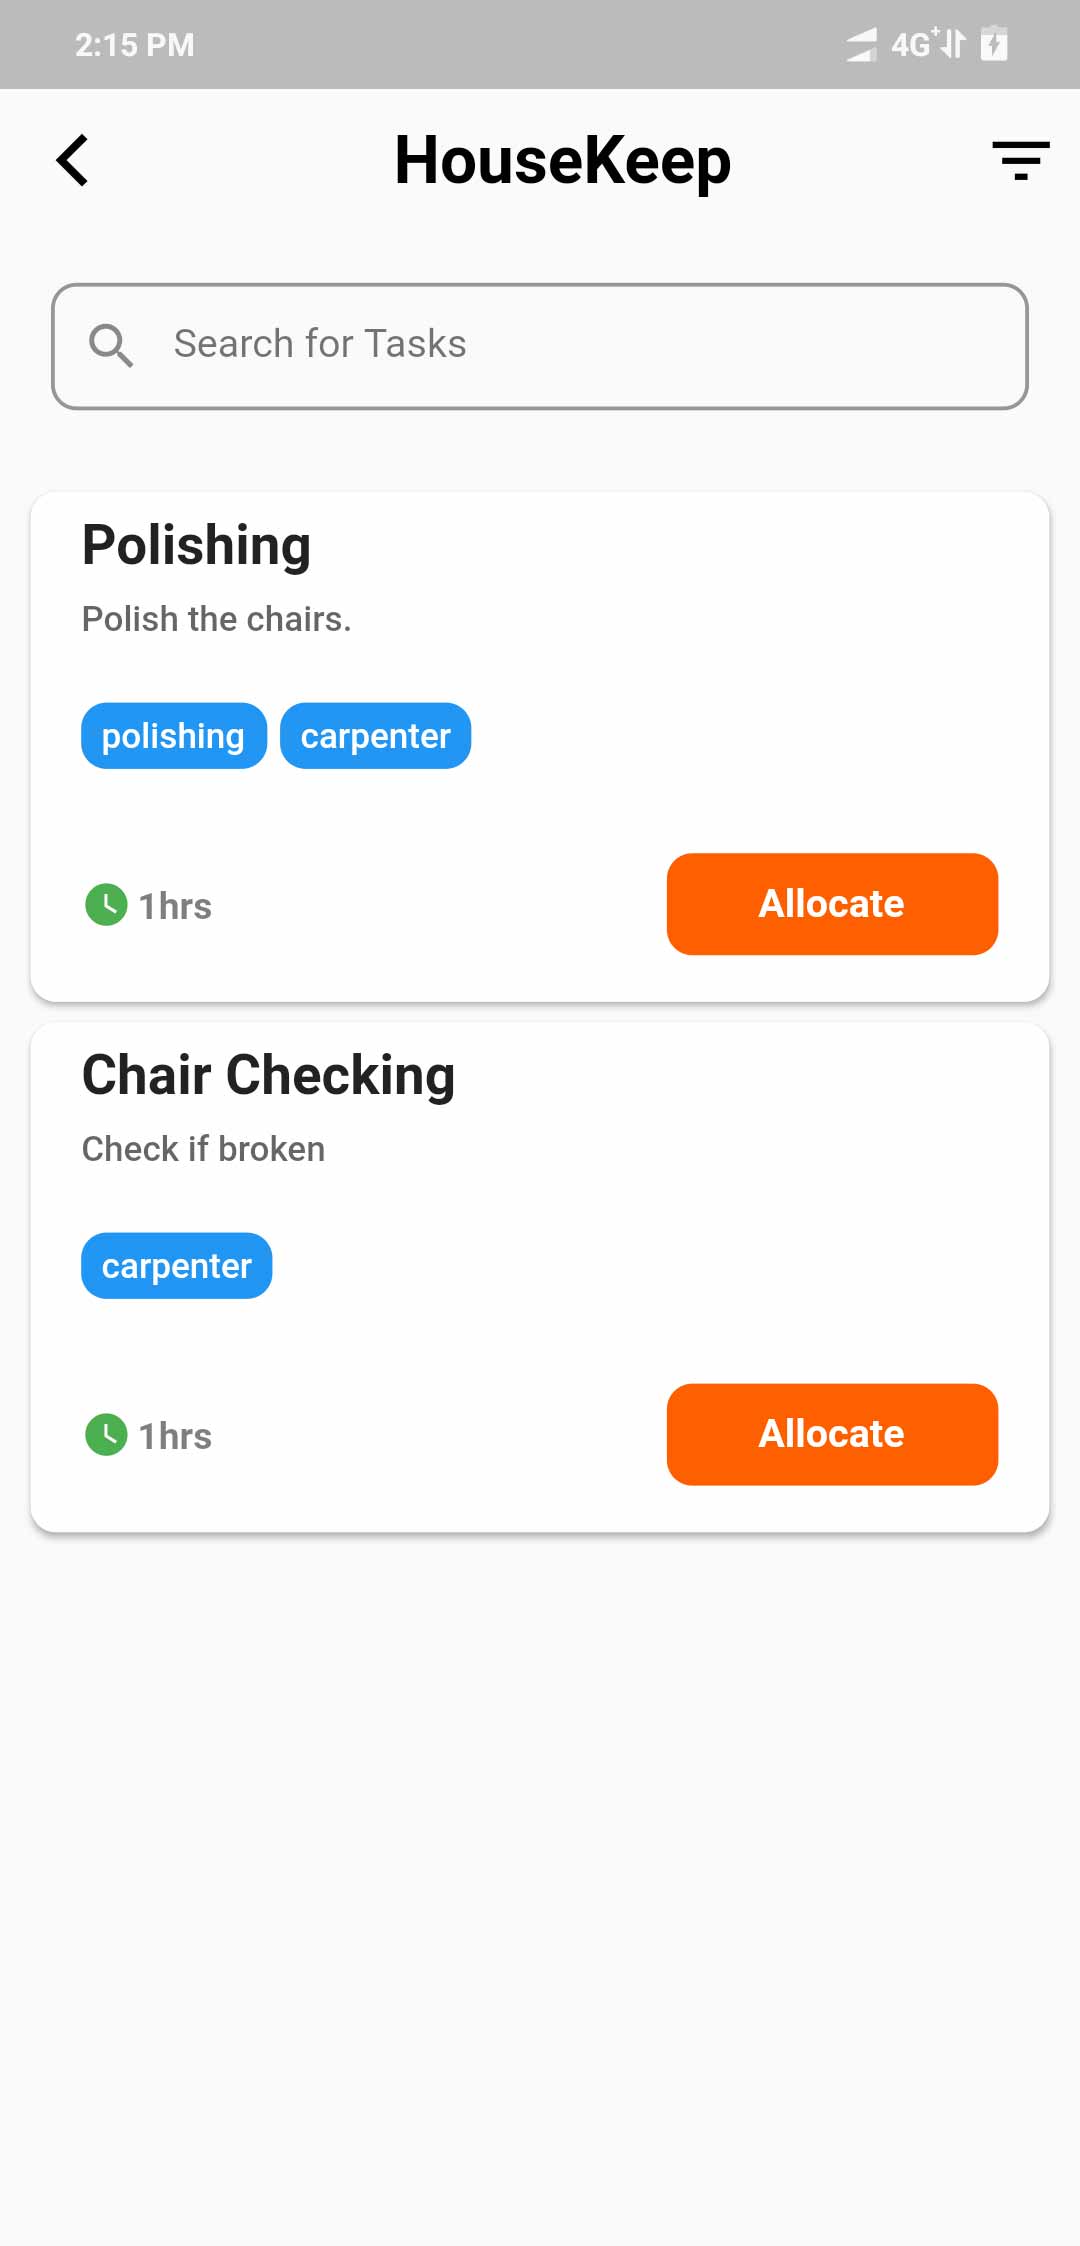 2:15 PM 4G+
HouseKeep
Search for Tasks
Polishing
Polish the chairs.
polishing carpenter
1hrs Allocate
Chair Checking
Check if broken
carpenter
1hrs Allocate